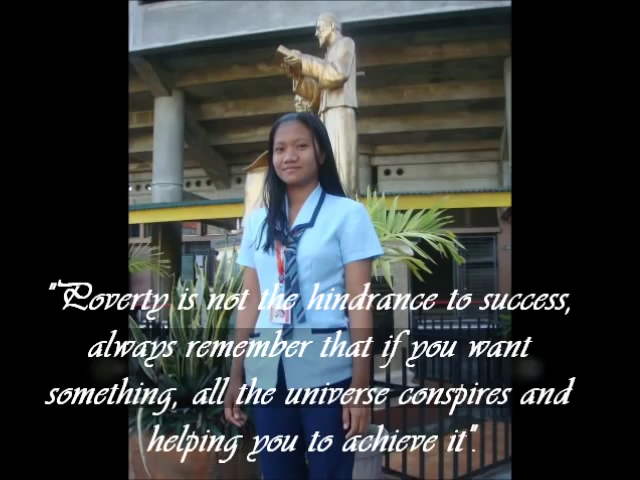 "Poverty is not the hindrance to success,
always remember that if you want
something, all the universe conspires and
helping you to achieve it".